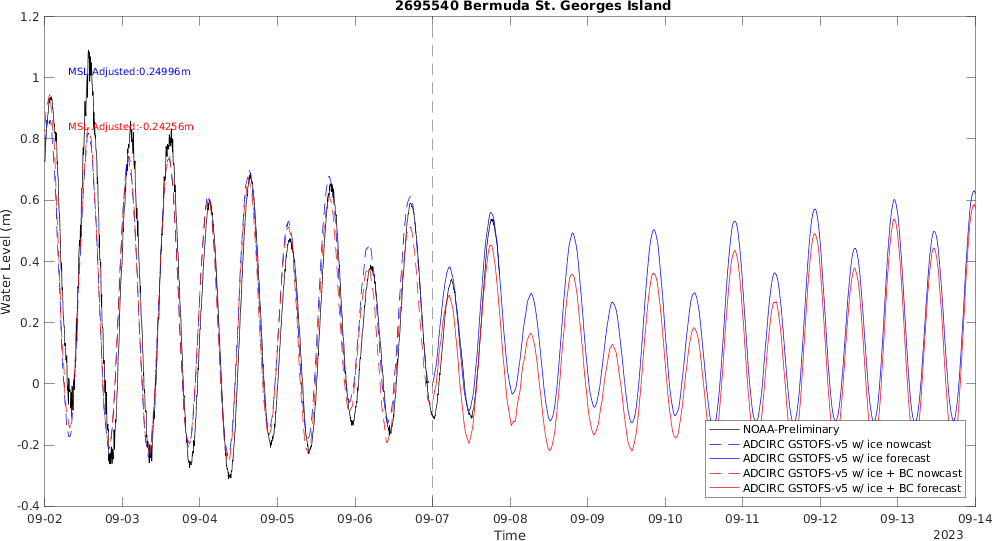 2695540 Bermuda St. Georges Island
1.2
1
0.8
0.6
0.4
0.2
0
-0.2
-0.4
Water Level (m)
MSL Adjusted:0.24996m
MSL Adjusted:-0.24256m
NOAA-Preliminary
ADCIRC GSTOFS-v5 w/ ice nowcast
ADCIRC GSTOFS-v5 w/ ice forecast
ADCIRC GSTOFS-v5 w/ ice + BC nowcast
ADCIRC GSTOFS-v5 w/ ice + BC forecast
09-02 09-03 09-04 09-05 09-06 09-07 09-08 09-09 09-10 09-11 09-12 09-13 09-14
Time
2023